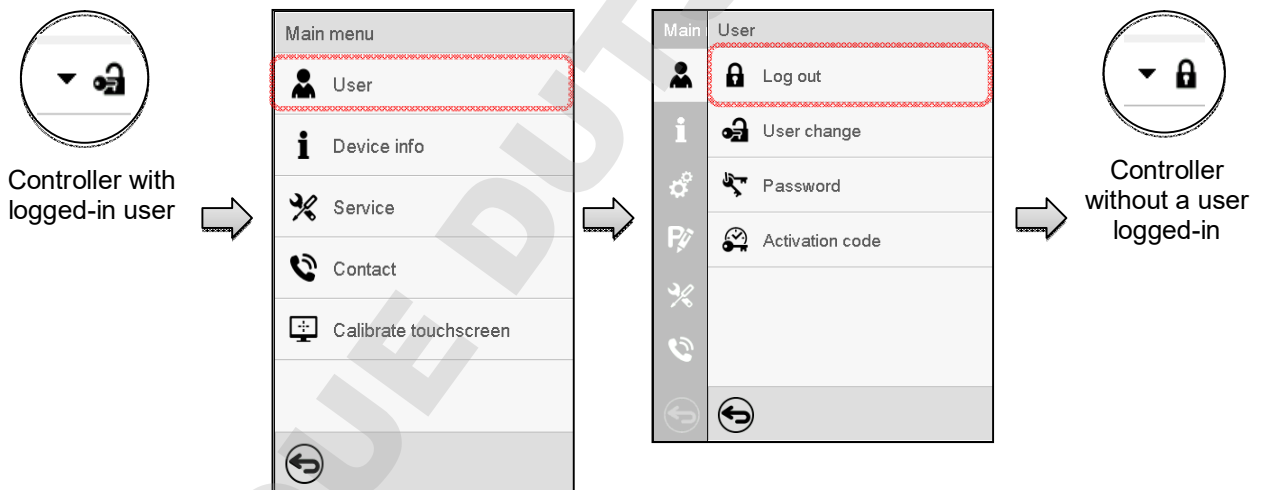 Controller with
logged-in user
Main menu
User
Device info
Service
Contact
Calibrate touchscreen
Main
User
Log out
User change
Password
Activation code
Controller
without a user
logged-in